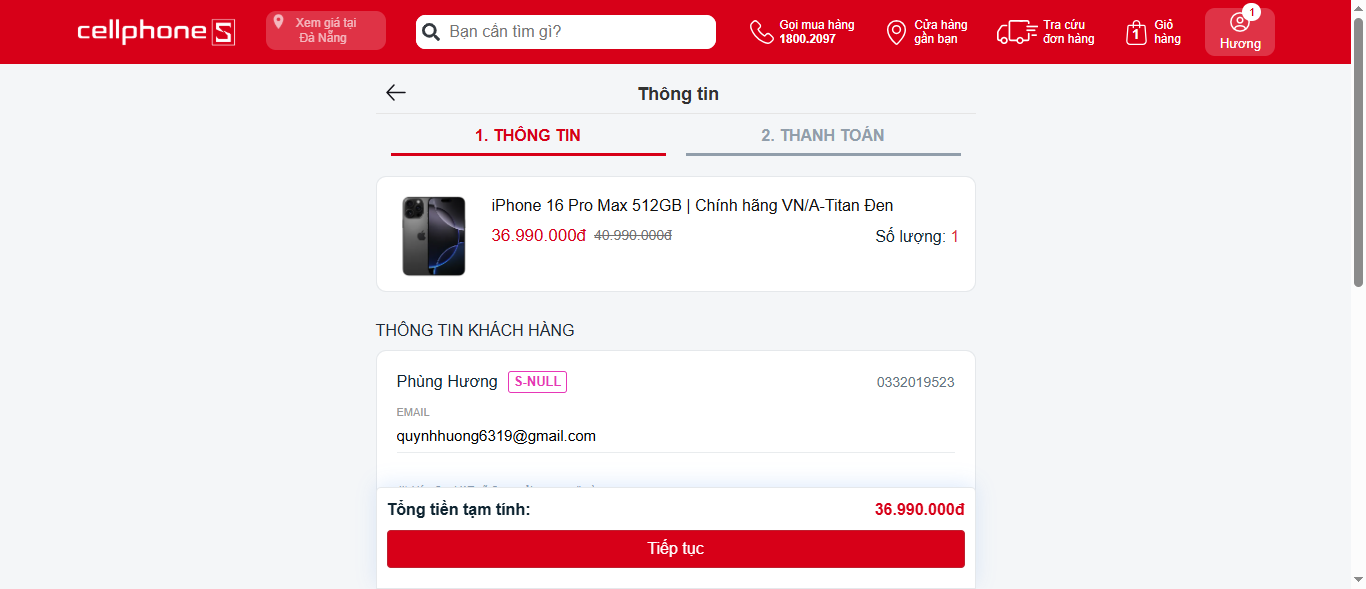 cellphoneS
Xem giá tại
Đà Nẵng
Bạn cần tìm gì?
Gọi mua hàng
1800.2097
Cửa hàng
gần bạn
Tra cứu
đơn hàng
1
Giỏ
hàng
1
Hương
Thông tin
1. THÔNG TIN
2. THANH TOÁN
iPhone 16 Pro Max 512GB | Chính hãng VN/A-Titan Đen
36.990.000đ 40.990.000đ
Số lượng: 1
THÔNG TIN KHÁCH HÀNG
Phùng Hương S-NULL 0332019523
EMAIL
quynhhuong6319@gmail.com
Tổng tiền tạm tính: 36.990.000đ
Tiếp tục